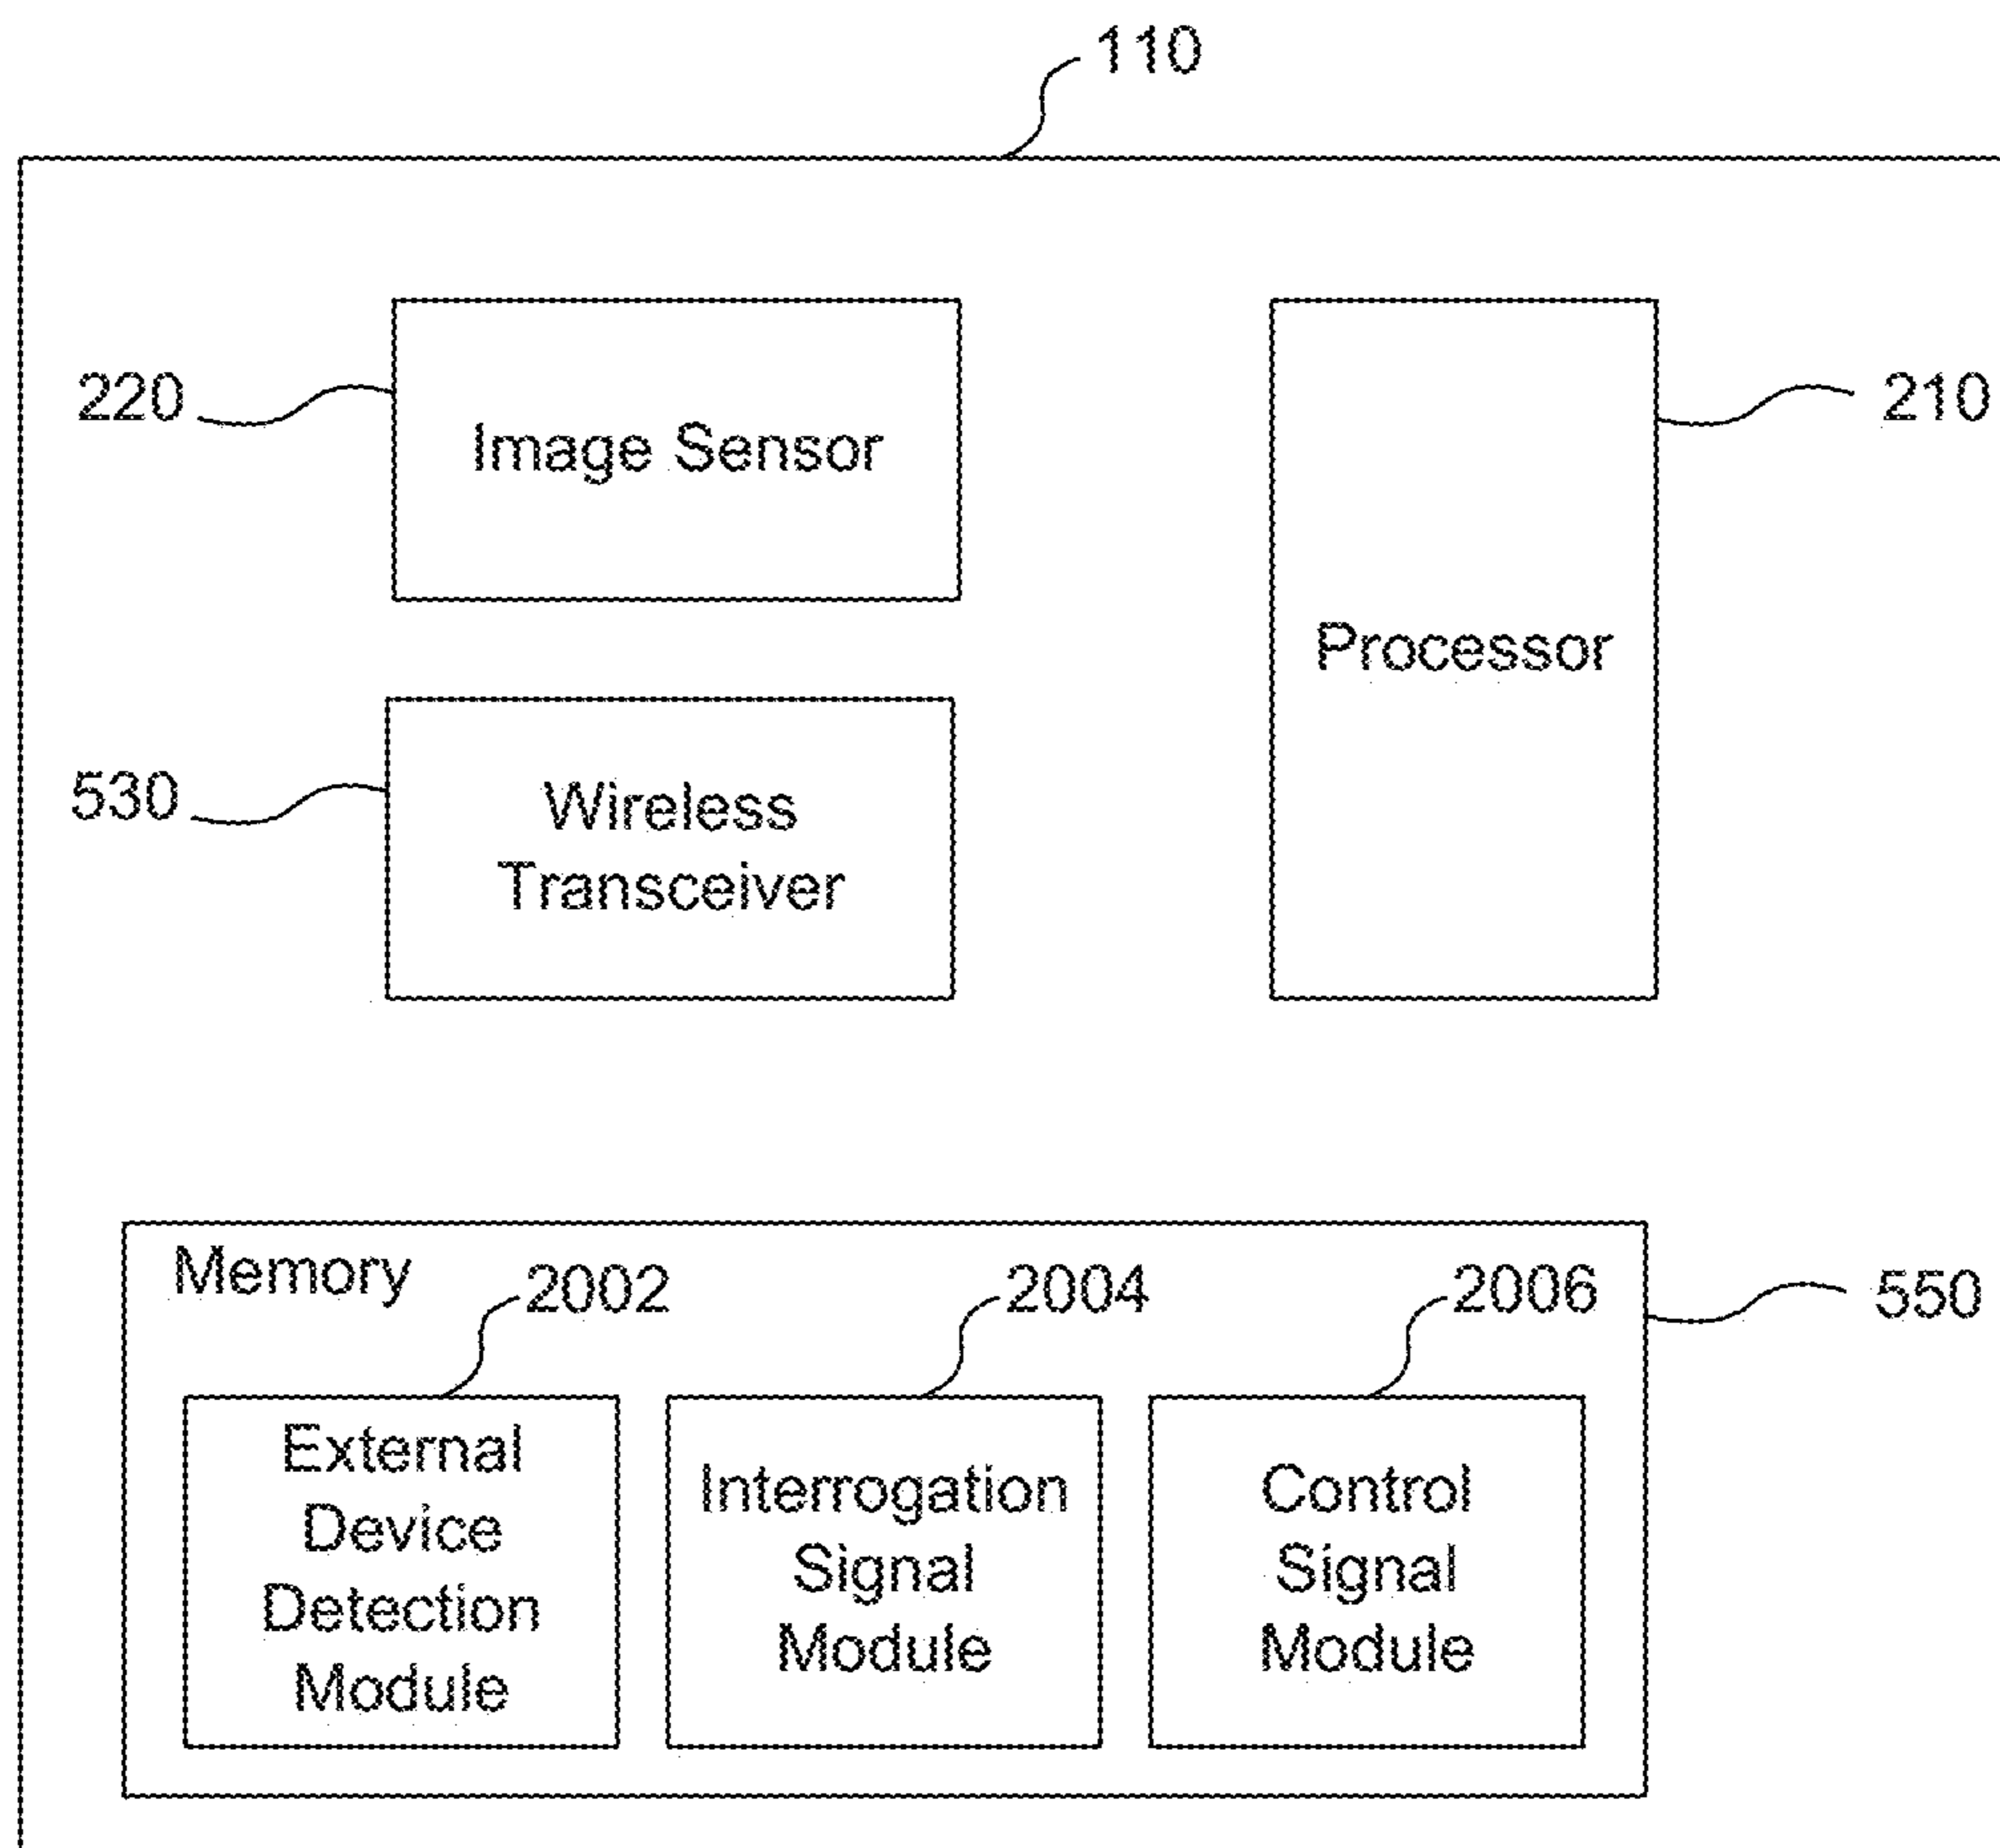 110
220
Image Sensor
210
Processor
530
Wireless
Transceiver
Memory
2002
2004
2006
550
External
Device
Detection
Module
Interrogation
Signal
Module
Control
Signal
Module